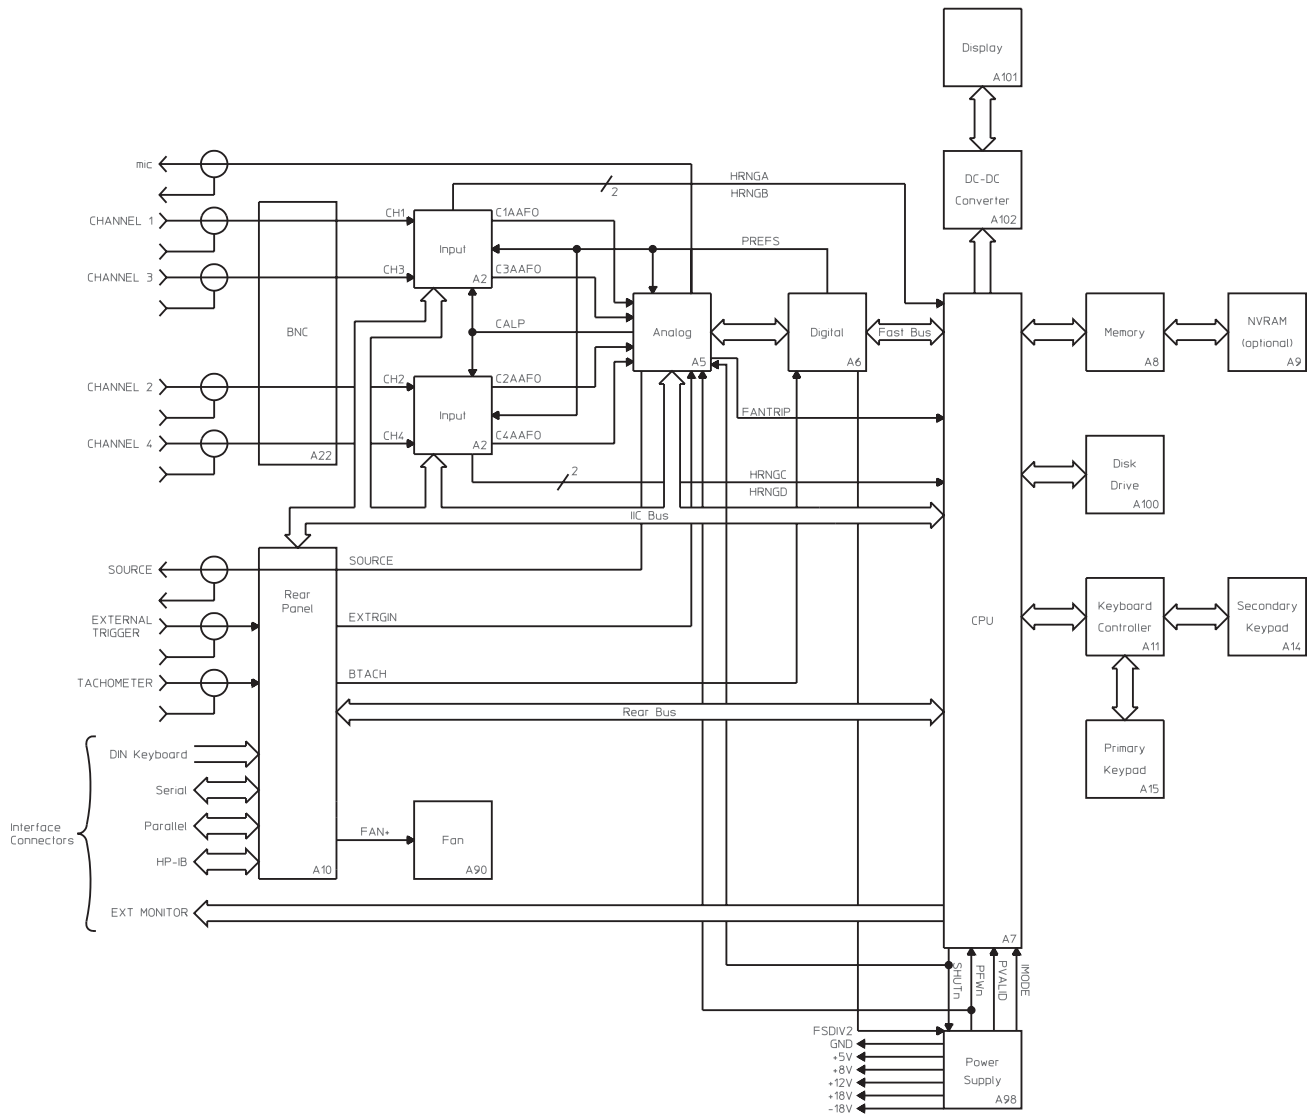 Display
A101
mic
HRNGA
2
HRNGB
DC-DC
Converter
A102
CHANNEL 1
CH1
C1AAFO
Input
PREFS
CHANNEL 3
CH3
A2
C3AAFO
BNC
CALP
Analog
A5
Digital
A6
Fast Bus
Memory
A8
NVRAM
(optional)
A9
CHANNEL 2
CH2
C2AAFO
Input
FANTRIP
CHANNEL 4
CH4
A2
C4AAFO
A22
2
HRNGC
HRNGD
Disk
Drive
A100
IIC Bus
SOURCE
SOURCE
Rear
Panel
EXTERNAL
TRIGGER
EXTRGIN
CPU
Keyboard
Controller
A11
Secondary
Keypad
A14
TACHOMETER
BTACH
Rear Bus
Primary
Keypad
A15
DIN Keyboard
Serial
Interface
Connectors
Parallel
HP-IB
A10
FAN+
Fan
A90
EXT MONITOR
A7
SHUTn
PFWn
PVALID
IMODE
FSDIV2
GND
+5V
+8V
+12V
+18V
-18V
Power
Supply
A98